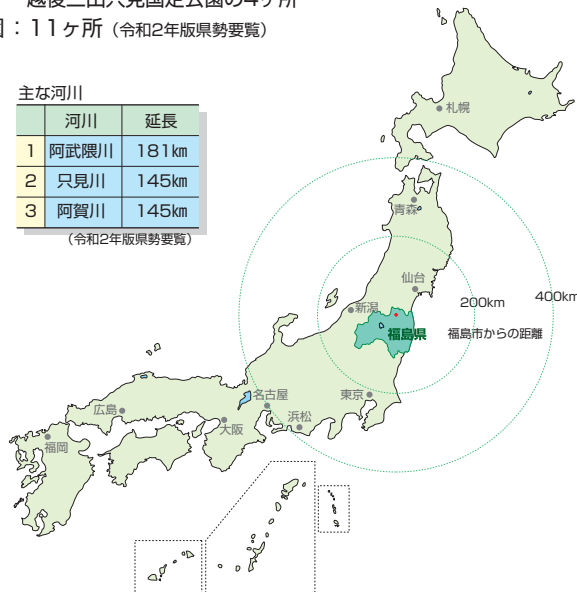 越後三山只見国定公園の4ヶ所
：11ヶ所（令和2年版県勢要覧）
主な河川
河川 延長
1 阿武隈川 181㎞
2 只見川 145㎞
3 阿賀川 145㎞
（令和2年版県勢要覧）
札幌
青森
仙台
新潟
200km
400km
福島県
福島市からの距離
名古屋
東京
広島
浜松
大阪
福岡